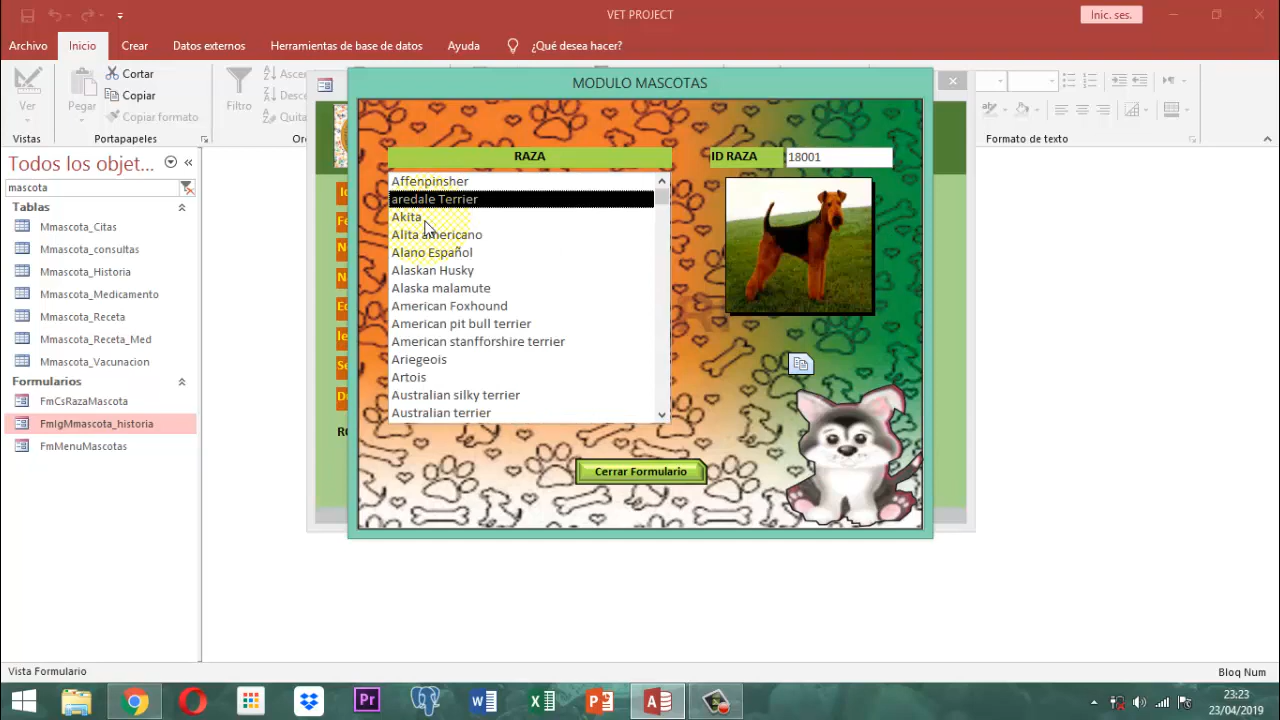 VET PROJECT
Inic. ses.
Archivo
Inicio
Crear
Datos externos
Herramientas de base de datos
Ayuda
¿Qué desea hacer?
Ver
Vistas
Pegar
Cortar
Copiar
Copiar formato
Portapapeles
Filtro
Formato de texto
Todos los objet...
mascota
Tablas
Mmascota_Citas
Mmascota_consultas
Mmascota_Historia
Mmascota_Medicamento
Mmascota_Receta
Mmascota_Receta_Med
Mmascota_Vacunacion
Formularios
FmCsRazaMascota
FmIgMmascota_historia
FmMenuMascotas
MODULO MASCOTAS
RAZA
ID RAZA
18001
Affenpinsher
aredale Terrier
Akita
Alita americano
Alano Español
Alaskan Husky
Alaska malamute
American Foxhound
American pit bull terrier
American stanfforshire terrier
Ariegeois
Artois
Australian silky terrier
Australian terrier
Cerrar Formulario
Vista Formulario
Bloq Num
23:23
23/04/2019